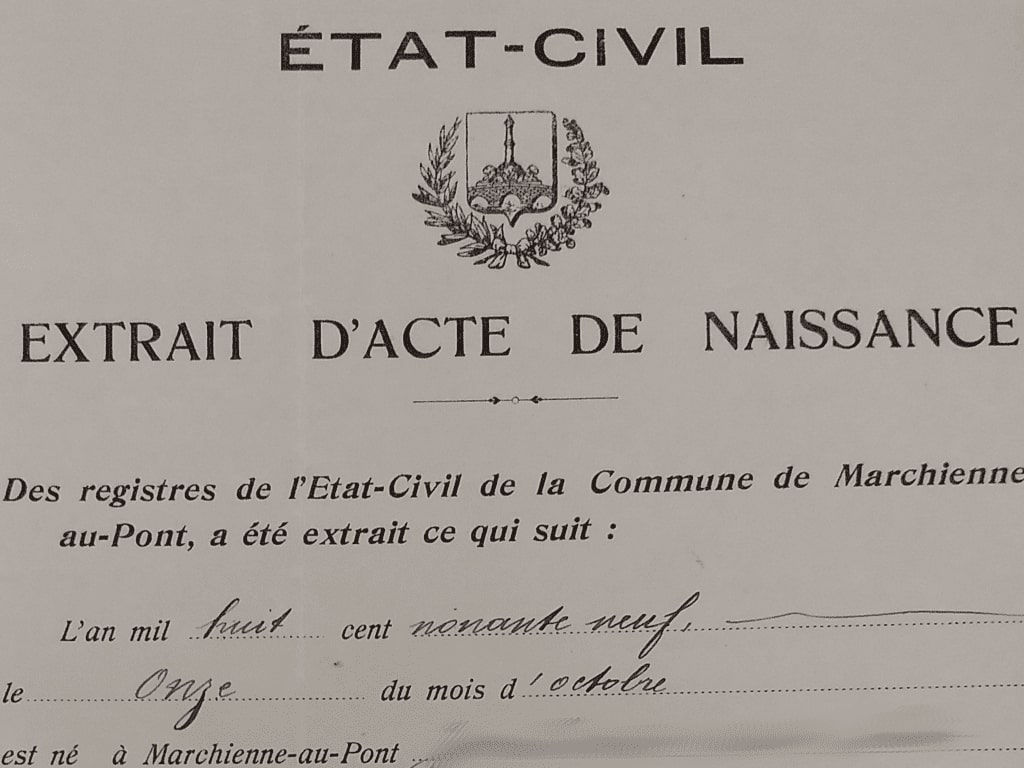 ÉTAT-CIVIL
EXTRAIT D'ACTE DE NAISSANCE
Des registres de l'Etat-Civil de la Commune de Marchienne
au-Pont, a été extrait ce qui suit :
L'an mil huit cent nonante neuf,
le Onze du mois d'octobre
est né à Marchienne-au-Pont